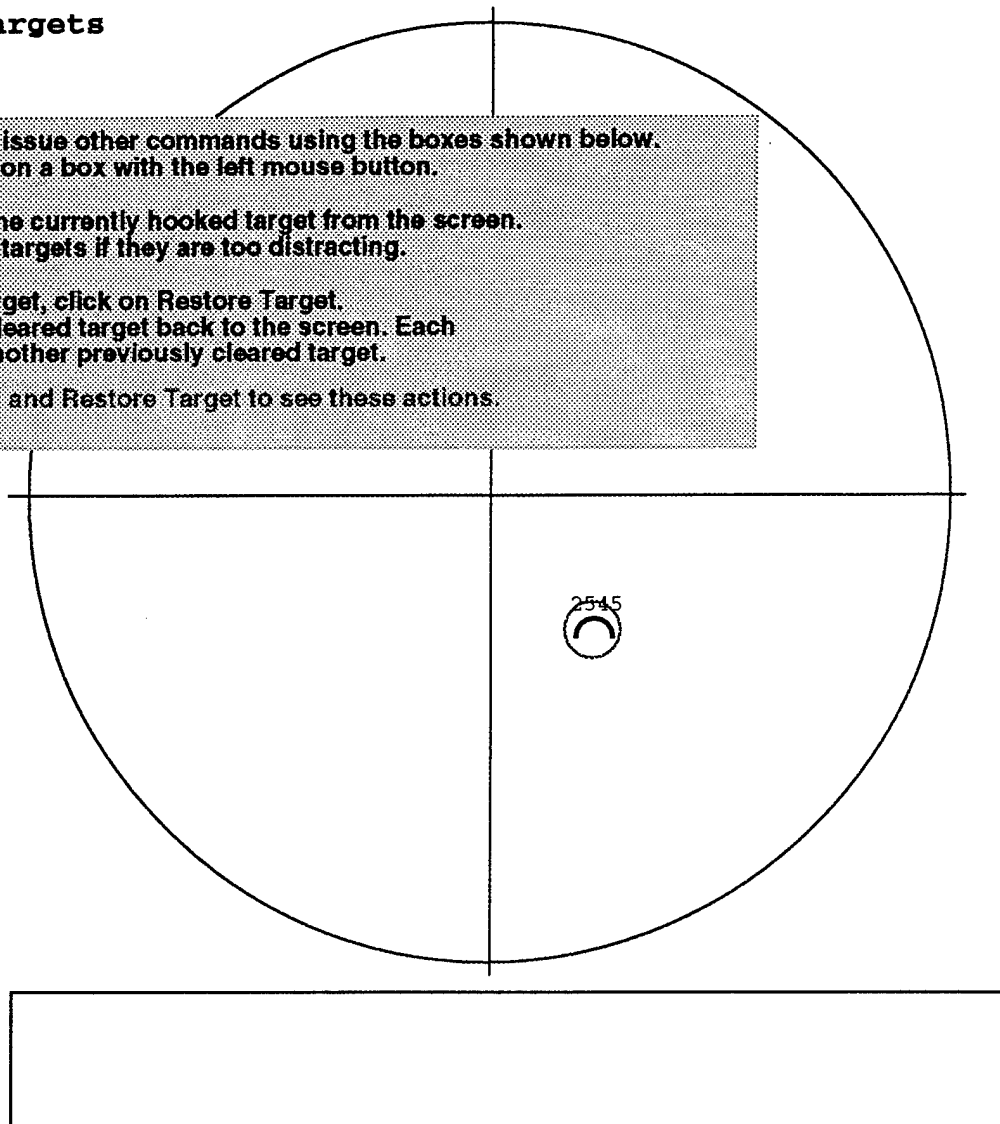 argets
issue other commands using the boxes shown below.
on a box with the left mouse button.
he currently hooked target from the screen.
targets if they are too distracting.
rget, click on Restore Target.
leared target back to the screen. Each
nother previously cleared target.
and Restore Target to see these actions.
2545